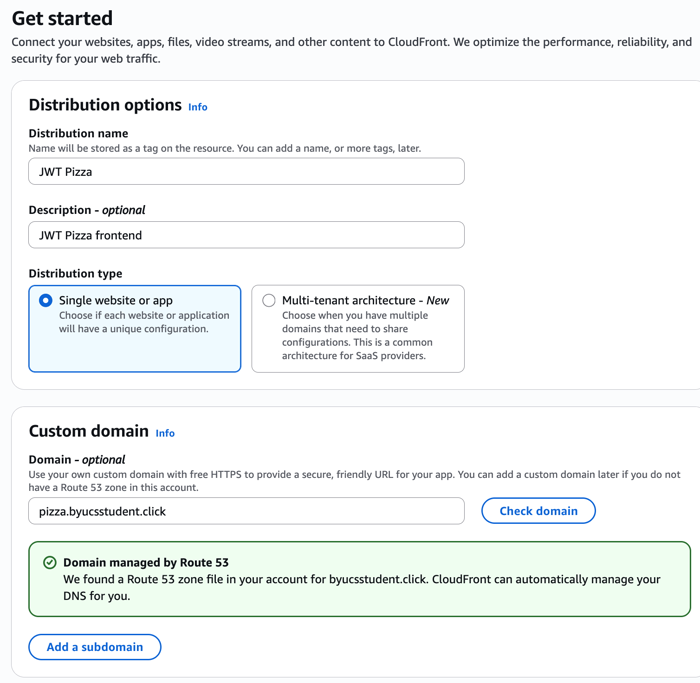 Get started
Connect your websites, apps, files, video streams, and other content to CloudFront. We optimize the performance, reliability, and
security for your web traffic.
Distribution options Info
Distribution name
Name will be stored as a tag on the resource. You can add a name, or more tags, later.
JWT Pizza
Description - optional
JWT Pizza frontend
Distribution type
Single website or app
Choose if each website or application
will have a unique configuration.
Multi-tenant architecture - New
Choose when you have multiple
domains that need to share
configurations. This is a common
architecture for SaaS providers.
Custom domain Info
Domain - optional
Use your own custom domain with free HTTPS to provide a secure, friendly URL for your app. You can add a custom domain later if you do not
have a Route 53 zone in this account.
pizza.byucsstudent.click
Check domain
Domain managed by Route 53
We found a Route 53 zone file in your account for byucsstudent.click. CloudFront can automatically manage your
DNS for you.
Add a subdomain